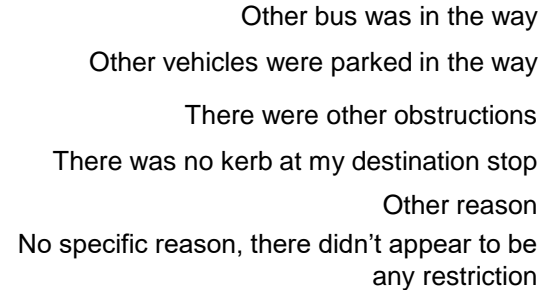 Other bus was in the way
Other vehicles were parked in the way
There were other obstructions
There was no kerb at my destination stop
Other reason
No specific reason, there didn’t appear to be
any restriction